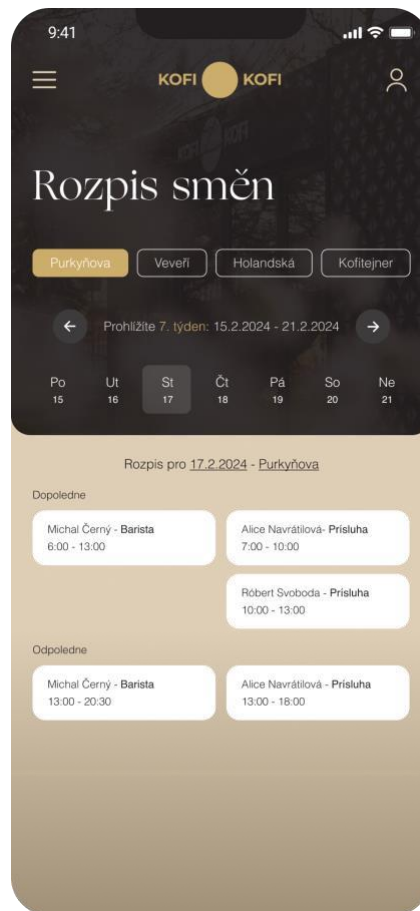 9:41
KOFI KOFI
Rozpis směn
Purkyňova Veveří Holandská Kofitejner
Prohlížíte 7. týden: 15.2.2024 - 21.2.2024
Po Ut St Čt Pá So Ne
15 16 17 18 19 20 21
Rozpis pro 17.2.2024 - Purkyňova
Dopoledne
Michal Černý - Barista
6:00 - 13:00
Alice Navrátilová- Prísluha
7:00 - 10:00
Róbert Svoboda - Prísluha
10:00 - 13:00
Odpoledne
Michal Černý - Barista
13:00 - 20:30
Alice Navrátilová - Prísluha
13:00 - 18:00